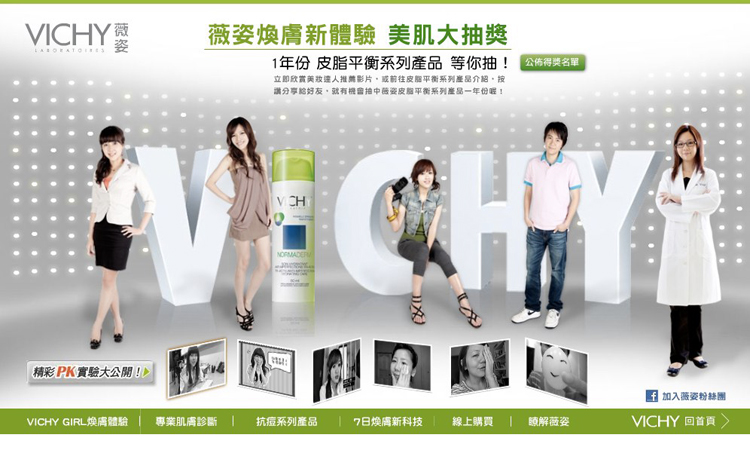 VICHY 薇姿
LABORATOIRES
薇姿煥膚新體驗 美肌大抽獎
1年份 皮脂平衡系列產品 等你抽！
公佈得獎名單
立即欣賞美妝達人推薦影片，或前往皮脂平衡系列產品介紹，按
讚分享給好友，就有機會抽中薇姿皮脂平衡系列產品一年份喔！
VICHY
VICHY
NORMADERM
精彩PK實驗大公開！
加入薇姿粉絲團
VICHY GIRL煥膚體驗
專業肌膚診斷
抗痘系列產品
7日煥膚新科技
線上購買
瞭解薇姿
VICHY 回首頁